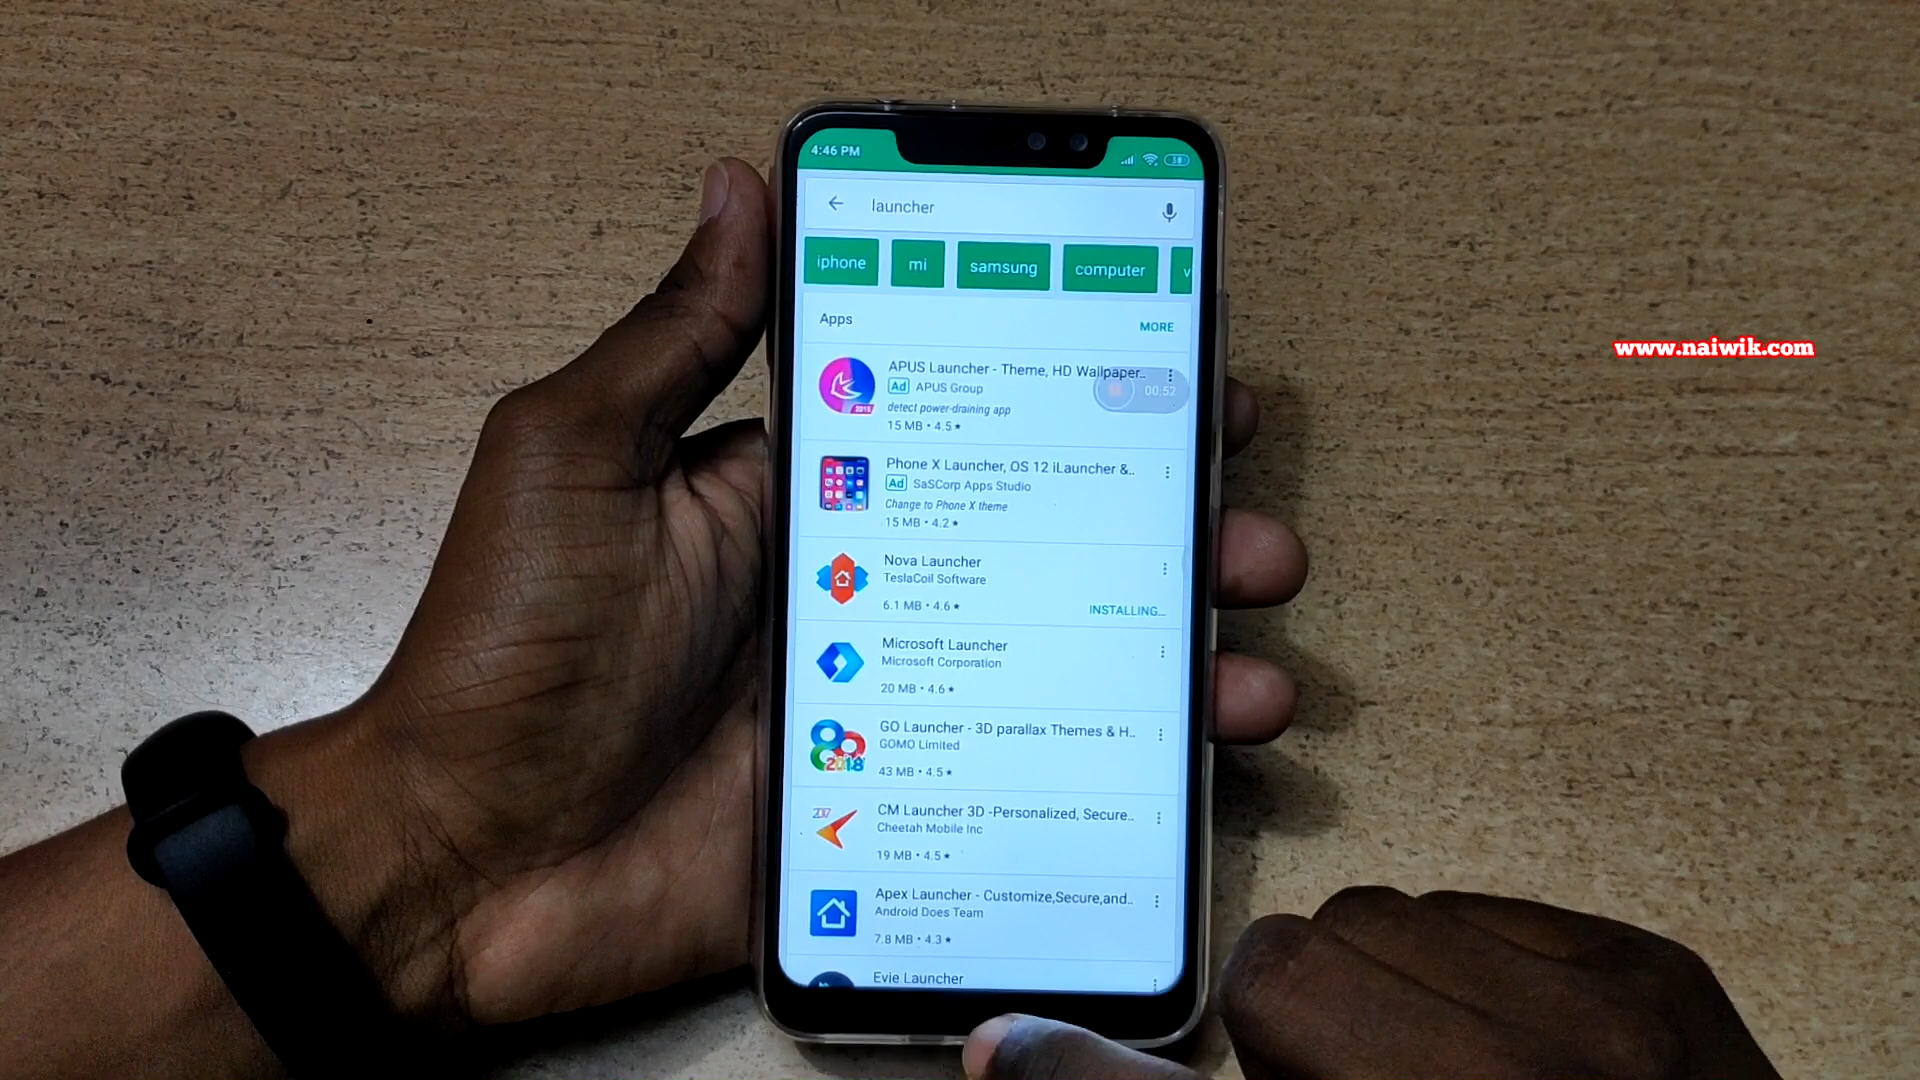 4:46 PM
38
launcher
iphone
mi
samsung
computer
v
Apps
MORE
APUS Launcher - Theme, HD Wallpaper..
Ad APUS Group
00:52
detect power-draining app
15 MB • 4.5★
Phone X Launcher, OS 12 iLauncher &..
Ad SaSCorp Apps Studio
Change to Phone X theme
15 MB • 4.2★
Nova Launcher
TeslaCoil Software
6.1 MB • 4.6★
INSTALLING...
Microsoft Launcher
Microsoft Corporation
20 MB • 4.6★
GO Launcher - 3D parallax Themes & H..
GOMO Limited
2018
43 MB • 4.5★
2017
CM Launcher 3D -Personalized, Secure..
Cheetah Mobile Inc
19 MB • 4.5★
Apex Launcher - Customize,Secure,and..
Android Does Team
7.8 MB • 4.3★
Evie Launcher
www.naiwik.com